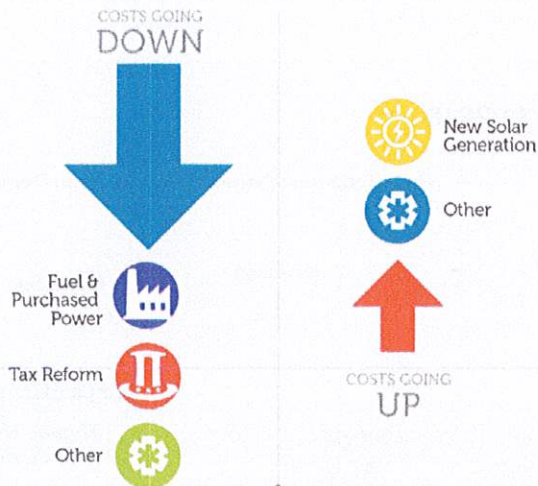 COSTS GOING
DOWN
Fuel &
Purchased
Power
Tax Reform
Other
New Solar
Generation
Other
COSTS GOING
UP